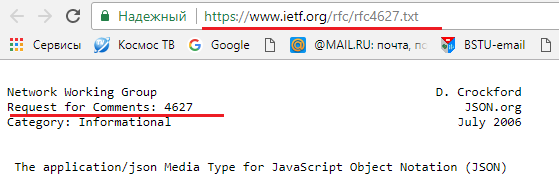 Надежный https://www.ietf.org/rfc/rfc4627.txt
Сервисы Космос ТВ Google @MAIL.RU: почта, по BSTU-email
Network Working Group D. Crockford
Request for Comments: 4627 JSON.org
Category: Informational July 2006
The application/json Media Type for JavaScript Object Notation (JSON)